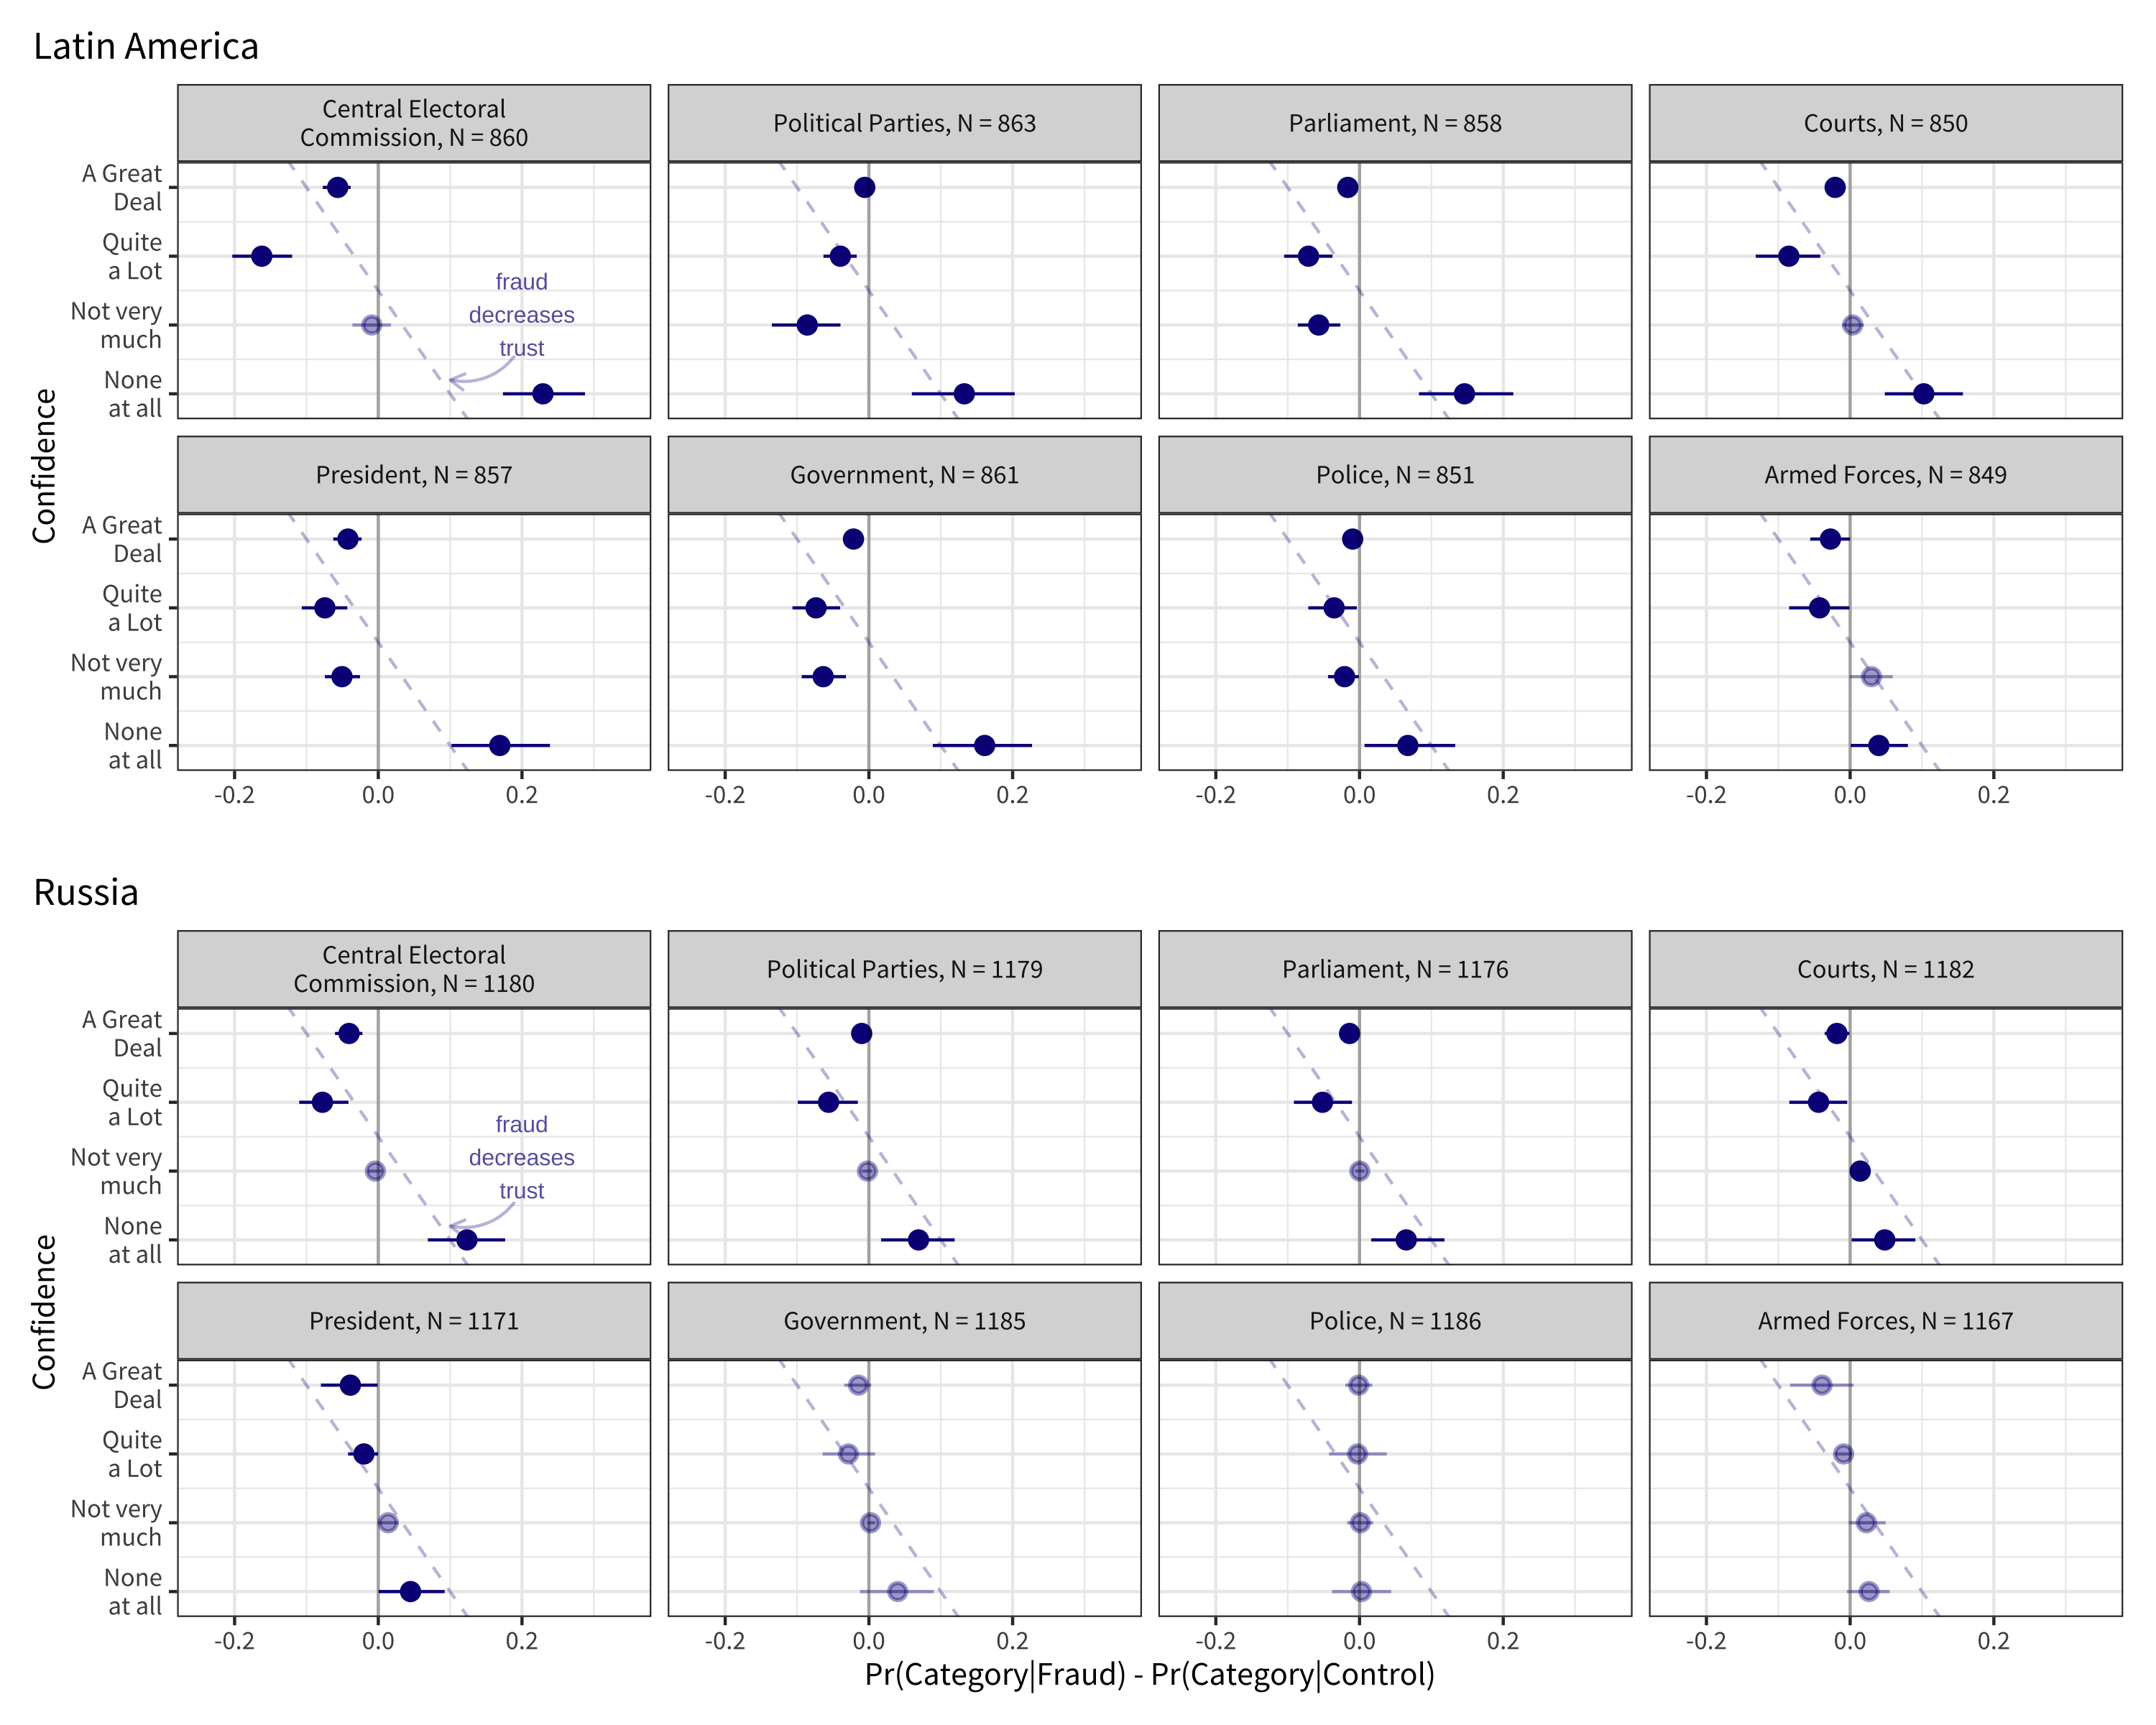 Latin America
Central Electoral
Commission, N = 860
Political Parties, N = 863
Parliament, N = 858
Courts, N = 850
A Great
Deal
Quite
a Lot
Not very
much
None
at all
fraud
decreases
trust
Confidence
President, N = 857
Government, N = 861
Police, N = 851
Armed Forces, N = 849
A Great
Deal
Quite
a Lot
Not very
much
None
at all
-0.2 0.0 0.2 -0.2 0.0 0.2 -0.2 0.0 0.2 -0.2 0.0 0.2
Russia
Central Electoral
Commission, N = 1180
Political Parties, N = 1179
Parliament, N = 1176
Courts, N = 1182
A Great
Deal
Quite
a Lot
Not very
much
None
at all
fraud
decreases
trust
Confidence
President, N = 1171
Government, N = 1185
Police, N = 1186
Armed Forces, N = 1167
A Great
Deal
Quite
a Lot
Not very
much
None
at all
-0.2 0.0 0.2 -0.2 0.0 0.2 -0.2 0.0 0.2 -0.2 0.0 0.2
Pr(Category|Fraud) - Pr(Category|Control)